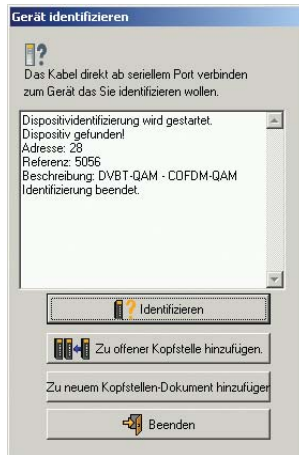 Gerät identifizieren
Das Kabel direkt ab seriellem Port verbinden
zum Gerät das Sie identifizieren wollen.
Dispositividentifizierung wird gestartet.
Dispositiv gefunden!
Adresse: 28
Referenz: 5056
Beschreibung: DVBT-QAM - COFDM-QAM
Identifizierung beendet.
Identifizieren
Zu offener Kopfstelle hinzufügen.
Zu neuem Kopfstellen-Dokument hinzufüger
Beenden